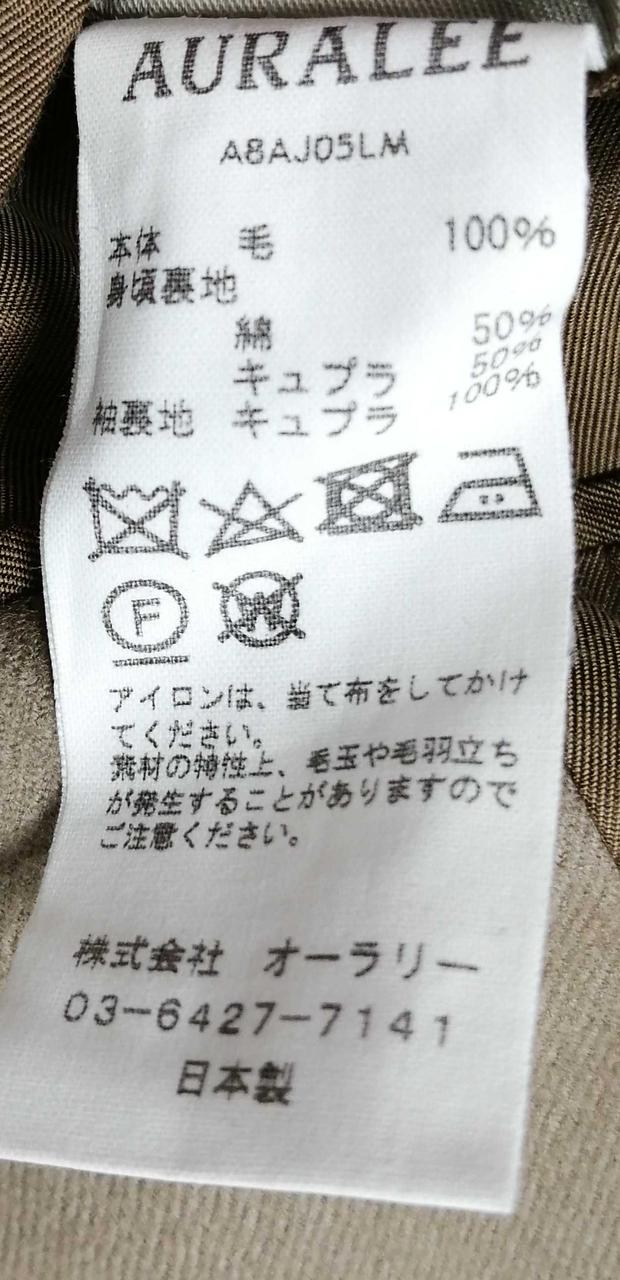 AURALEE
A8AJ05LM
本体 毛 100%
身頃裏地
綿 50%
キュプラ 50%
袖裏地 キュプラ 100%
F W
アイロンは、当て布をしてかけ
てください。
素材の特性上、毛玉や毛羽立ち
が発生することがありますので
ご注意ください。
株式会社 オーラリー
03-6427-7141
日本製